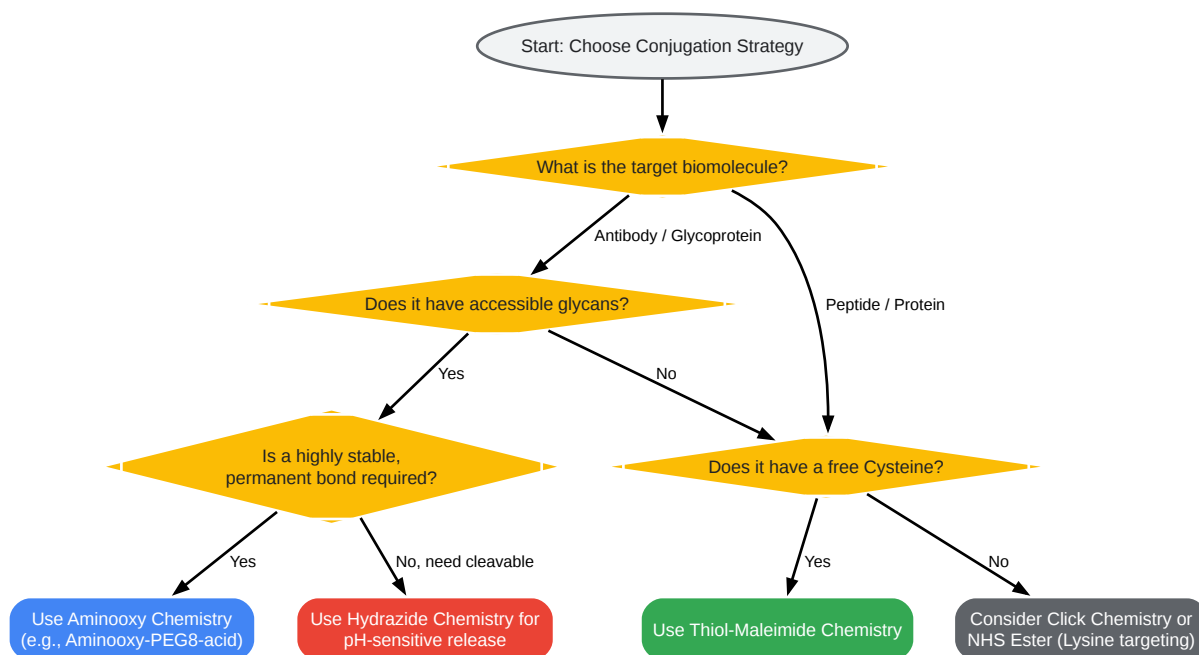 Start: Choose Conjugation Strategy
What is the target biomolecule?
Antibody / Glycoprotein
Does it have accessible glycans?
Peptide / Protein
Yes
No
Is a highly stable,
permanent bond required?
Does it have a free Cysteine?
Yes
No, need cleavable
Yes
No
Use Aminooxy Chemistry
(e.g., Aminooxy-PEG8-acid)
Use Hydrazide Chemistry for
pH-sensitive release
Use Thiol-Maleimide Chemistry
Consider Click Chemistry or
NHS Ester (Lysine targeting)